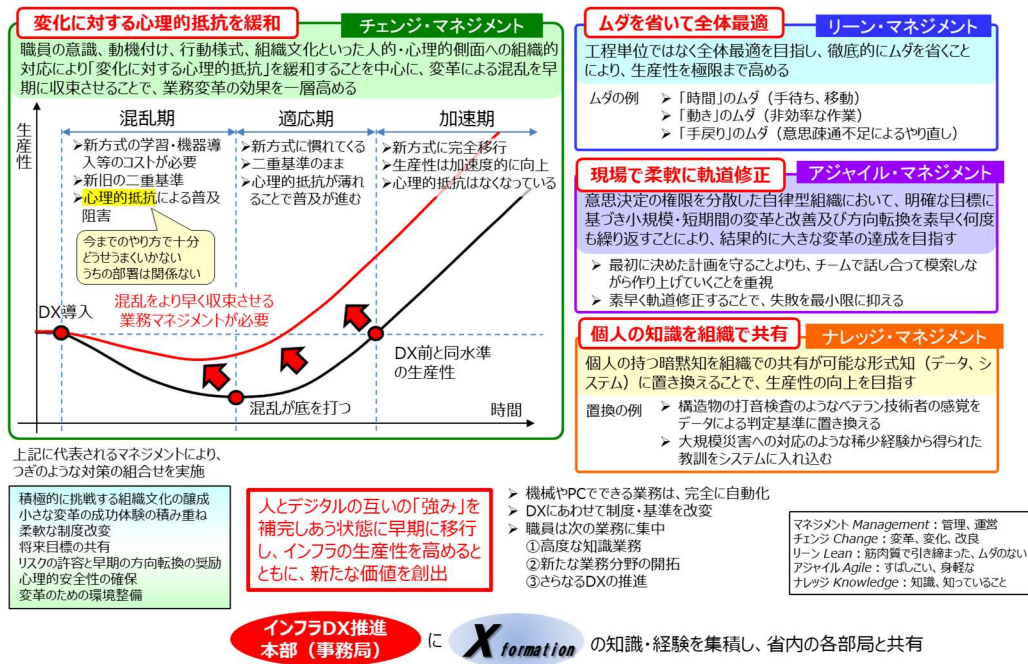 変化に対する心理的抵抗を緩和
チェンジ・マネジメント
職員の意識、動機付け、行動様式、組織文化といった人的・心理的側面への組織的
対応により「変化に対する心理的抵抗」を緩和することを中心に、変革による混乱を早
期に収束させることで、業務変革の効果を一層高める
生産性
混乱期
➢新方式の学習・機器導
入等のコストが必要
➢新旧の二重基準
➢心理的抵抗による普及
阻害
今までのやり方で十分
どうせうまくいかない
うちの部署は関係ない
適応期
➢新方式に慣れてくる
➢二重基準のまま
➢心理的抵抗が薄れ
ることで普及が進む
加速期
➢新方式に完全移行
➢生産性は加速度的に向上
➢心理的抵抗はなくなっている
DX導入
混乱をより早く収束させる
業務マネジメントが必要
DX前と同水準
の生産性
混乱が底を打つ
時間
ムダを省いて全体最適
リーン・マネジメント
工程単位ではなく全体最適を目指し、徹底的にムダを省くこと
により、生産性を極限まで高める
ムダの例 ➢「時間」のムダ（手待ち、移動）
➢「動き」のムダ（非効率な作業）
➢「手戻り」のムダ（意思疎通不足によるやり直し）
現場で柔軟に軌道修正
アジャイル・マネジメント
意思決定の権限を分散した自律型組織において、明確な目標に
基づき小規模・短期間の変革と改善及び方向転換を素早く何度
も繰り返すことにより、結果的に大きな変革の達成を目指す
➢ 最初に決めた計画を守ることよりも、チームで話し合って模索しな
がら作り上げていくことを重視
➢ 素早く軌道修正することで、失敗を最小限に抑える
個人の知識を組織で共有
ナレッジ・マネジメント
個人の持つ暗黙知を組織での共有が可能な形式知（データ、シ
ステム）に置き換えることで、生産性の向上を目指す
置換の例 ➢ 構造物の打音検査のようなベテラン技術者の感覚を
データによる判定基準に置き換える
➢ 大規模災害への対応のような稀少経験から得られた
教訓をシステムに入れ込む
上記に代表されるマネジメントにより、
つぎのような対策の組合せを実施
積極的に挑戦する組織文化の醸成
小さな変革の成功体験の積み重ね
柔軟な制度改変
将来目標の共有
リスクの許容と早期の方向転換の奨励
心理的安全性の確保
変革のための環境整備
人とデジタルの互いの「強み」を
補完しあう状態に早期に移行
し、インフラの生産性を高めると
ともに、新たな価値を創出
➢ 機械やPCでできる業務は、完全に自動化
➢ DXにあわせて制度・基準を改変
➢ 職員は次の業務に集中
①高度な知識業務
②新たな業務分野の開拓
③さらなるDXの推進
マネジメント Management：管理、運営
チェンジ Change：変革、変化、改良
リーン Lean：筋肉質で引き締まった、ムダのない
アジャイル Agile：すばしこい、身軽な
ナレッジ Knowledge：知識、知っていること
インフラDX推進
本部（事務局）
に X formation の知識・経験を集積し、省内の各部局と共有